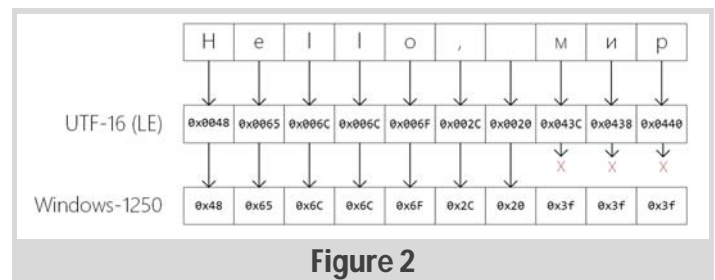 H e l l o , м и р
UTF-16 (LE) 0x0048 0x0065 0x006C 0x006C 0x006F 0x002C 0x0020 0x043C 0x0438 0x0440
X X X
Windows-1250 0x48 0x65 0x6C 0x6C 0x6F 0x2C 0x20 0x3f 0x3f 0x3f
Figure 2